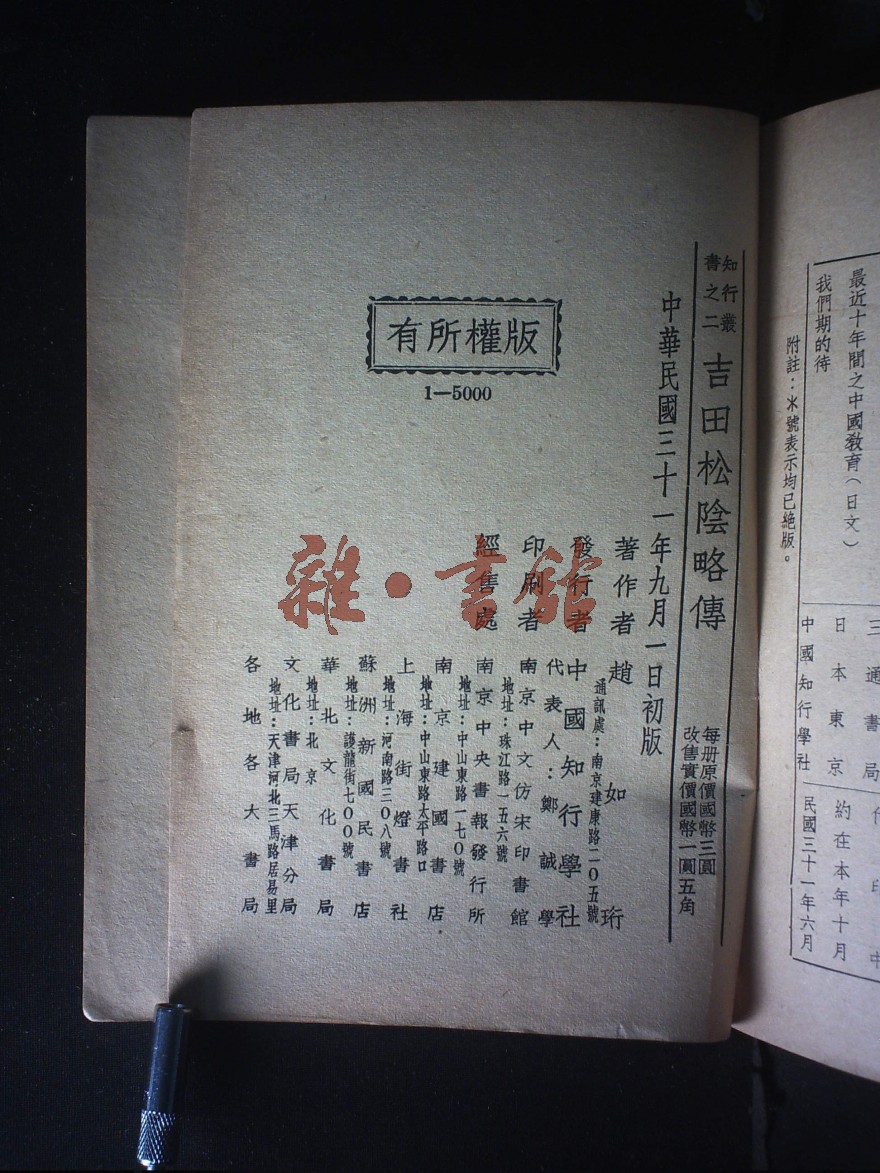 最近十年間之中國教育(日文)
我們期的待
附註:米號表示均已絕版。
三通書局
日本東京
中國知行學社
代印中
約在本年十月
民國三十一年六月
知行叢
書之二
吉田松陰略傳
每册原價國幣三圓
改售實價國幣一圓五角
中華民國三十一年九月一日初版
著作者 趙如珩
通訊處:南京建康路二〇五號
發行者 中國知行學社
代表人:鄭誠學
印刷者 南京中文仿宋印書館
地址:珠江路一五六號
經售處 南京中央書報發行所
地址:中山東路一七〇號
南京建國書店
地址:中山東路太平路口
上海街燈書社
地址:河南路三〇八號
蘇洲新國民書店
地址:護龍街七〇〇號
華北文化書局
地址:北京
文化書局天津分局
地址:天津河北三馬路居易里
各地各大書局
有所權版
1—5000
雜·書館